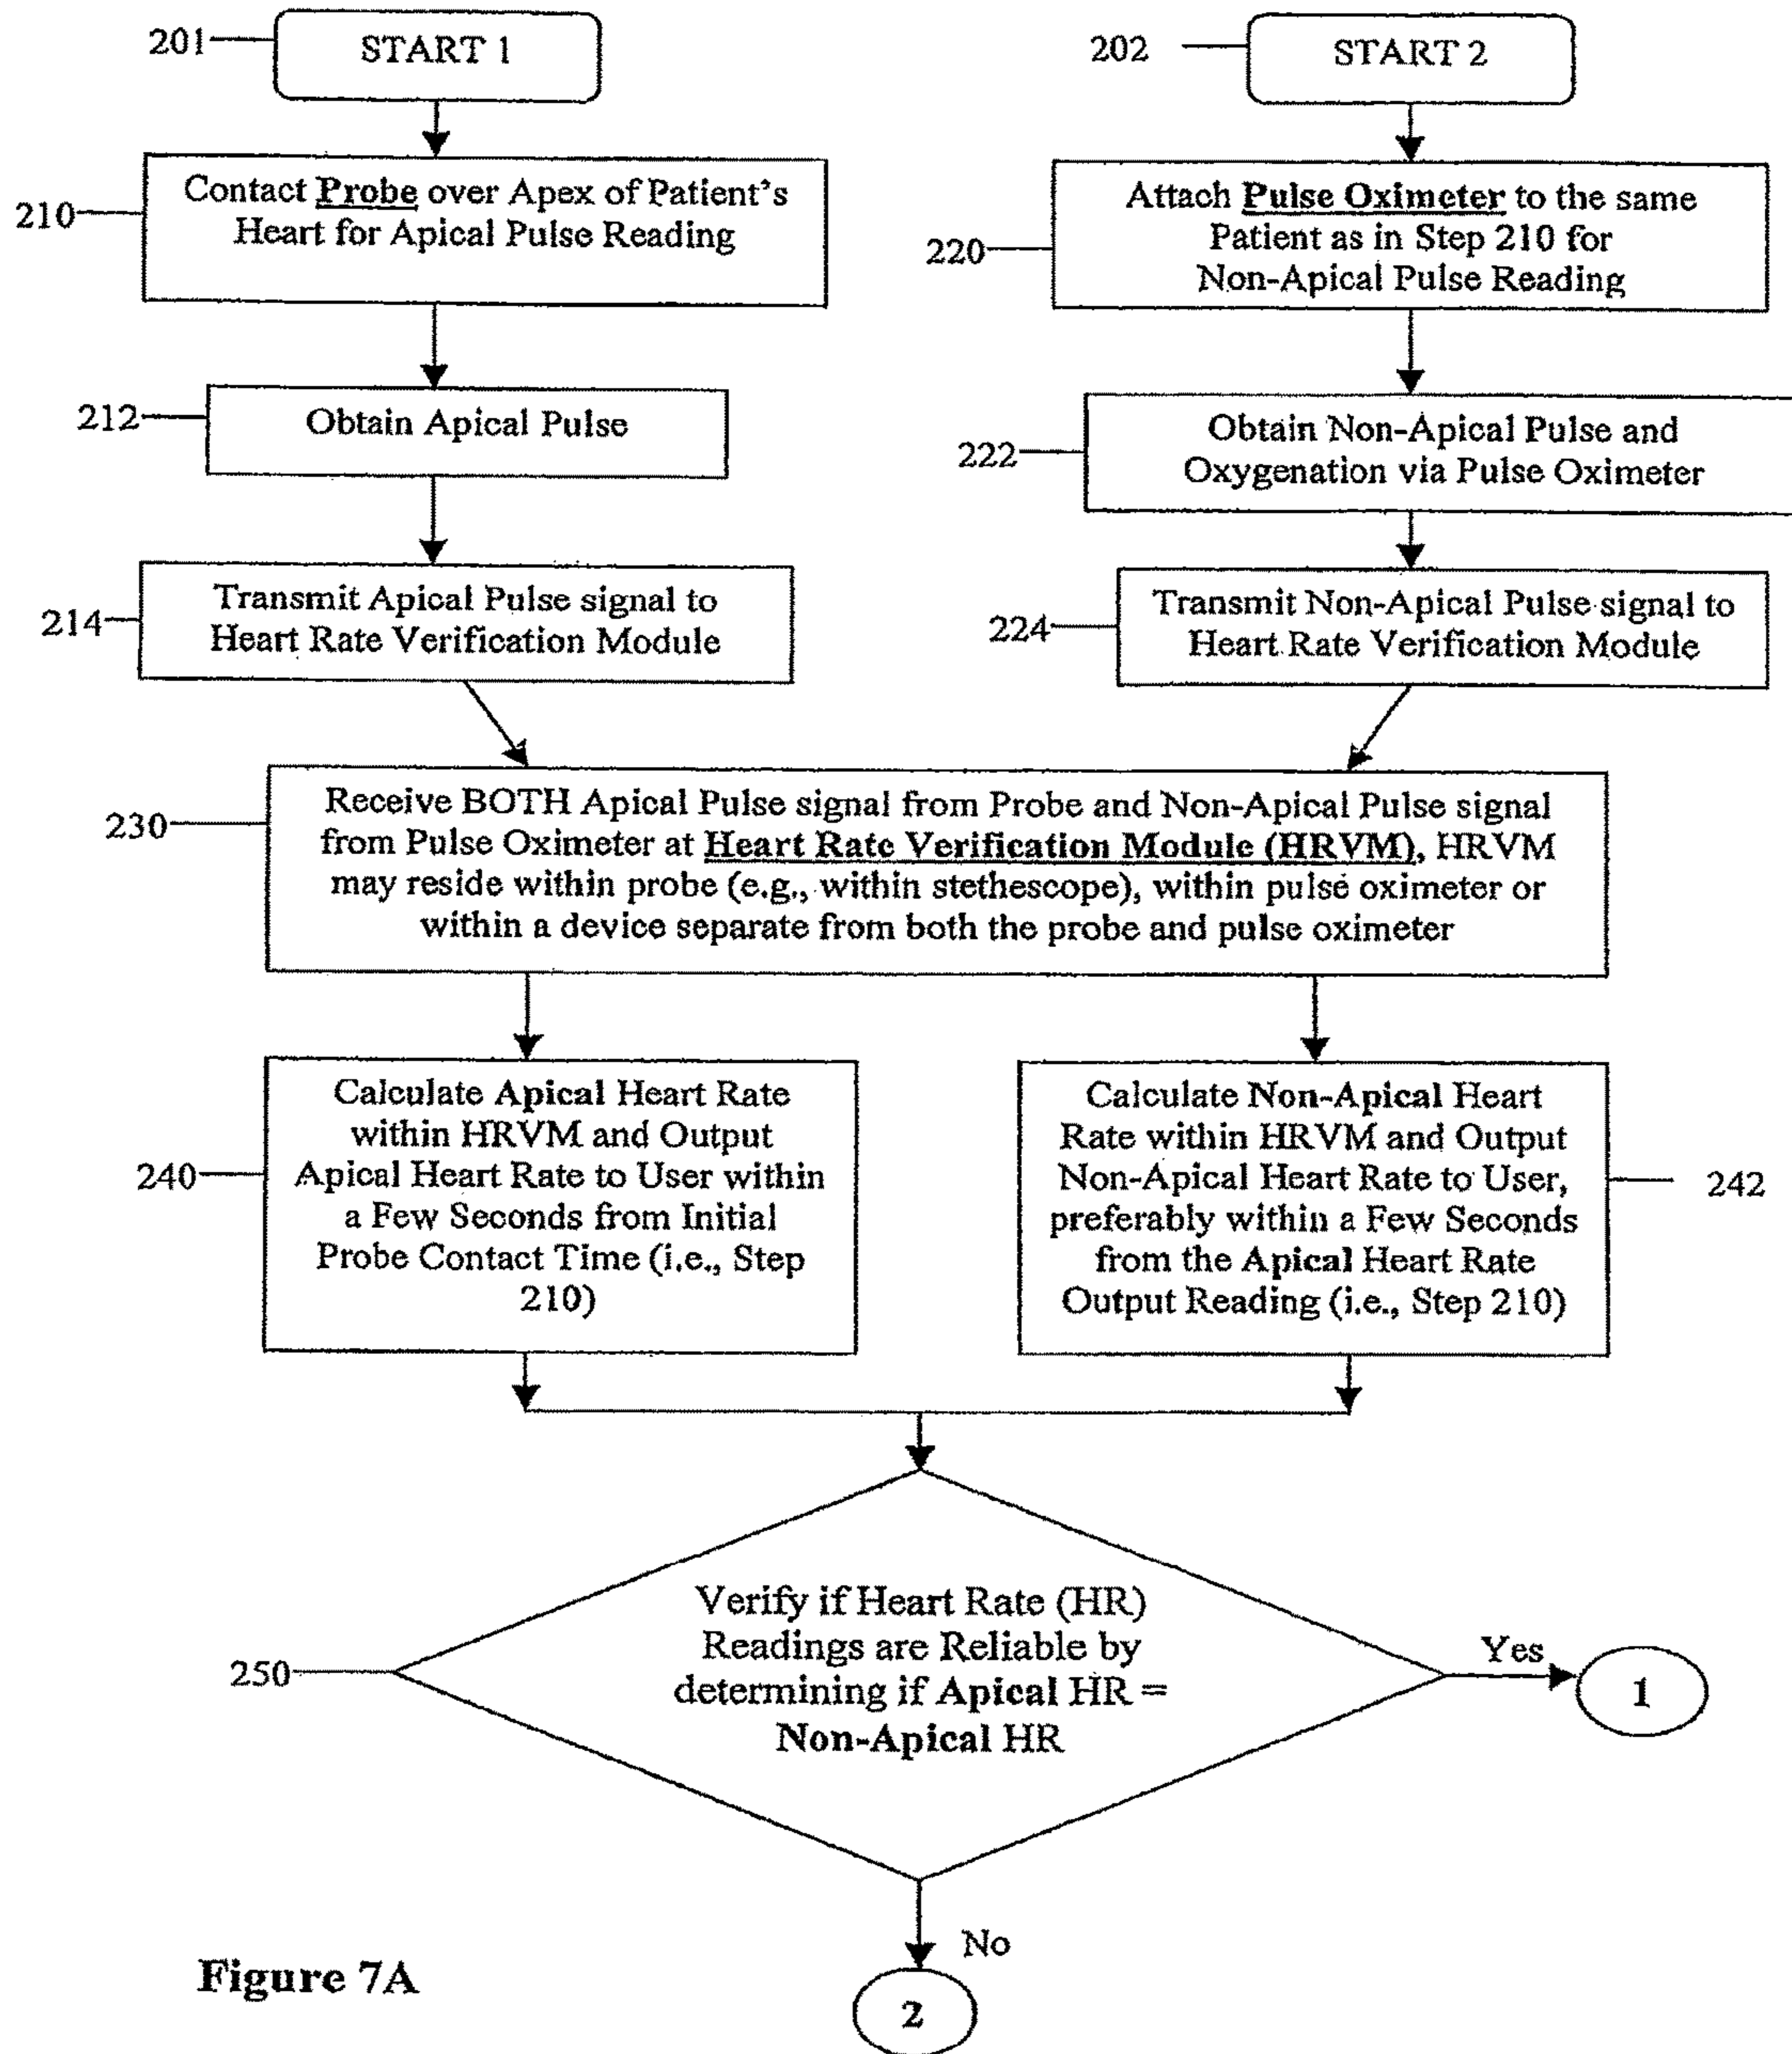 201
START 1
202
START 2
210
Contact Probe over Apex of Patient's
Heart for Apical Pulse Reading
220
Attach Pulse Oximeter to the same
Patient as in Step 210 for
Non-Apical Pulse Reading
212
Obtain Apical Pulse
222
Obtain Non-Apical Pulse and
Oxygenation via Pulse Oximeter
214
Transmit Apical Pulse signal to
Heart Rate Verification Module
224
Transmit Non-Apical Pulse signal to
Heart Rate Verification Module
230
Receive BOTH Apical Pulse signal from Probe and Non-Apical Pulse signal
from Pulse Oximeter at Heart Rate Verification Module (HRVM), HRVM
may reside within probe (e.g., within stethescope), within pulse oximeter or
within a device separate from both the probe and pulse oximeter
240
Calculate Apical Heart Rate
within HRVM and Output
Apical Heart Rate to User within
a Few Seconds from Initial
Probe Contact Time (i.e., Step
210)
Calculate Non-Apical Heart
Rate within HRVM and Output
Non-Apical Heart Rate to User,
preferably within a Few Seconds
from the Apical Heart Rate
Output Reading (i.e., Step 210)
242
250
Verify if Heart Rate (HR)
Readings are Reliable by
determining if Apical HR =
Non-Apical HR
Yes
1
No
2
Figure 7A